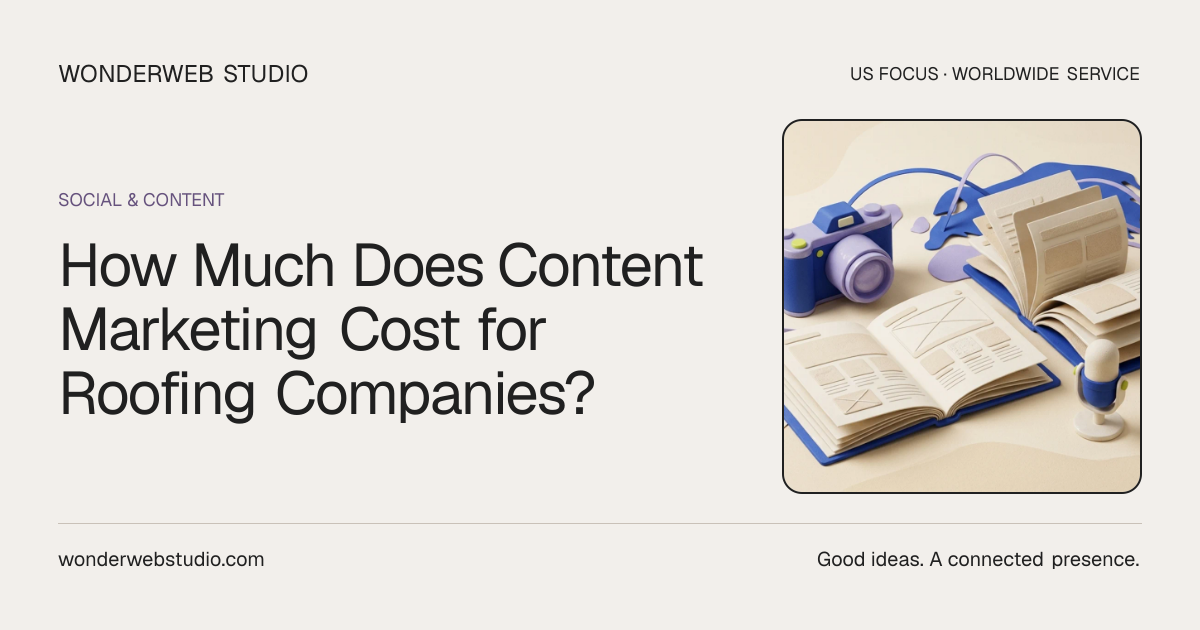 WONDERWEB STUDIO
US FOCUS · WORLDWIDE SERVICE
SOCIAL & CONTENT
How Much Does Content
Marketing Cost for
Roofing Companies?
wonderwebstudio.com
Good ideas. A connected presence.